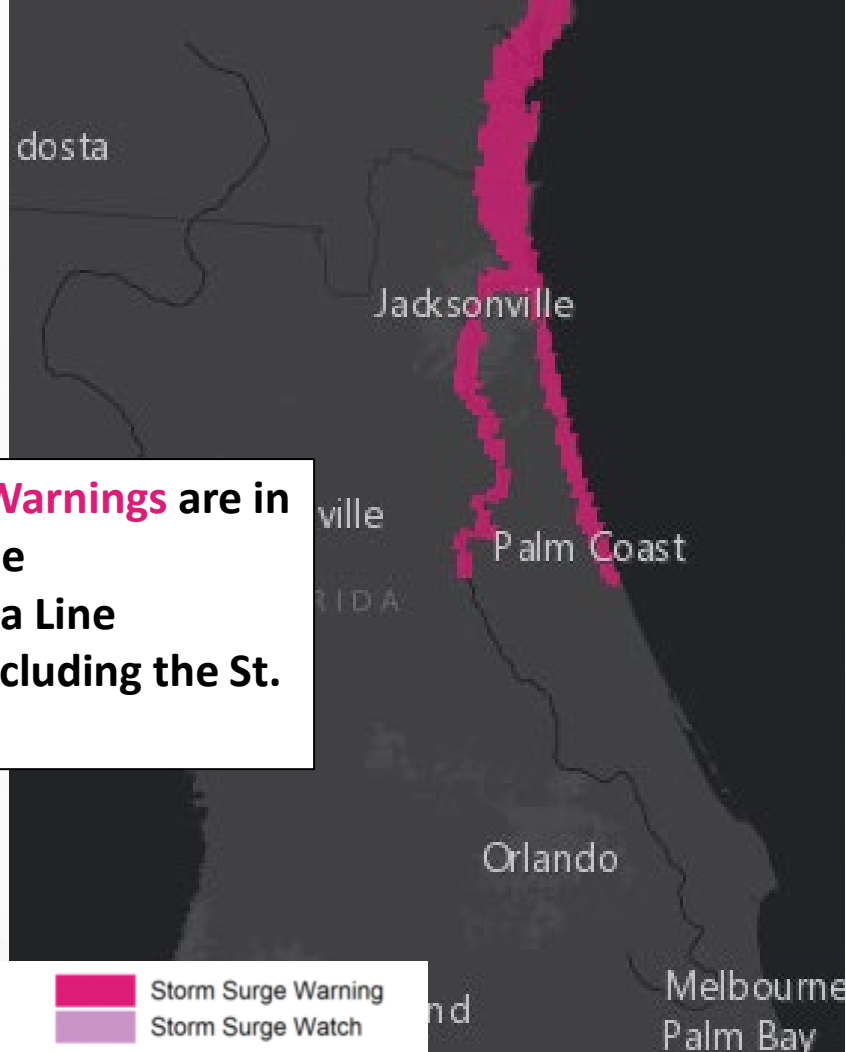 dosta
Jacksonville
Warnings are in
e
a Line
cluding the St.
ville
Palm Coast
RIDA
Orlando
Storm Surge Warning
Storm Surge Watch
nd
Melbourne
Palm Bay